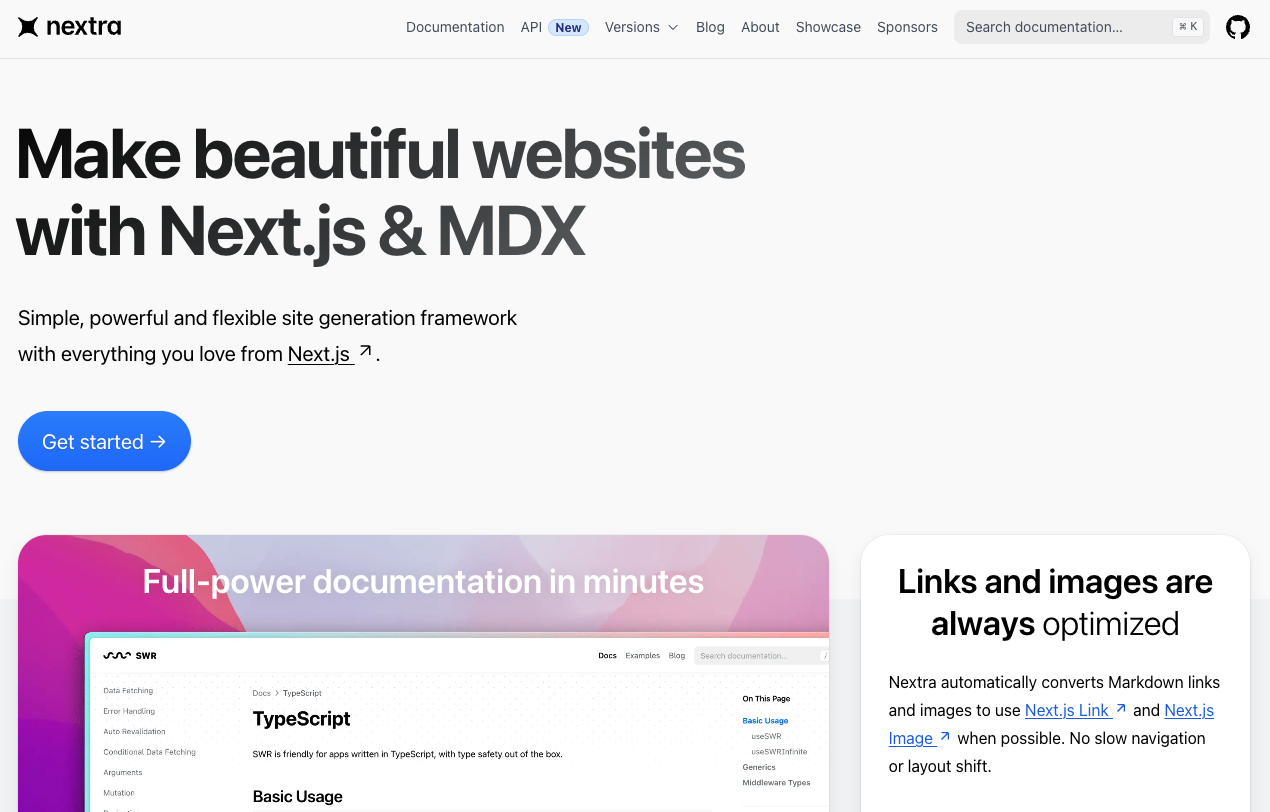 nextra
Documentation API New Versions Blog About Showcase Sponsors Search documentation... ⌘ K
Make beautiful websites
with Next.js & MDX
Simple, powerful and flexible site generation framework
with everything you love from Next.js ↗.
Get started →
Full-power documentation in minutes
SWR
Docs Examples Blog Search documentation... /
Data Fetching
Error Handling
Auto Revalidation
Conditional Data Fetching
Arguments
Mutation
Docs > TypeScript
TypeScript
SWR is friendly for apps written in TypeScript, with type safety out of the box.
Basic Usage
On This Page
Basic Usage
useSWR
useSWRInfinite
Generics
Middleware Types
Links and images are
always optimized
Nextra automatically converts Markdown links
and images to use Next.js Link ↗ and Next.js
Image ↗ when possible. No slow navigation
or layout shift.